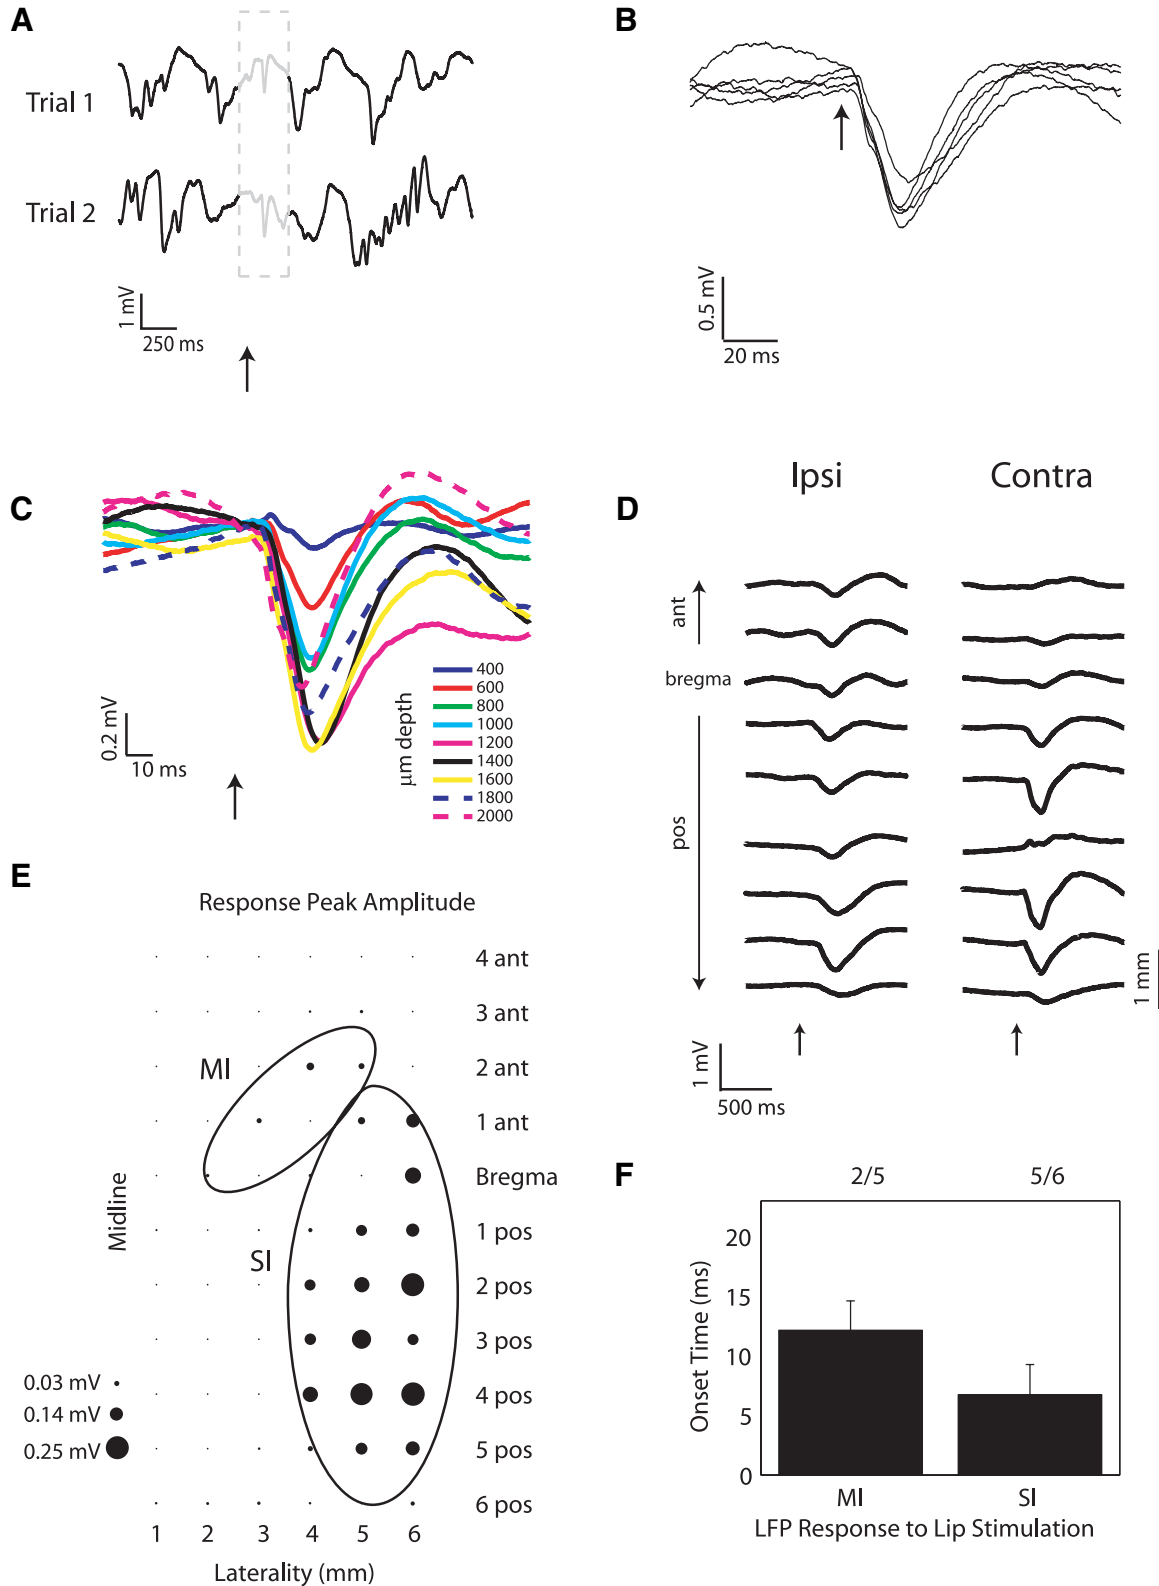 A
Trial 1
Trial 2
1 mV
250 ms
B
0.5 mV
20 ms
C
0.2 mV
10 ms
μm depth
400
600
800
1000
1200
1400
1600
1800
2000
D
Ipsi
Contra
ant
bregma
pos
1 mm
1 mV
500 ms
E
Response Peak Amplitude
4 ant
3 ant
2 ant
1 ant
Bregma
1 pos
2 pos
3 pos
4 pos
5 pos
6 pos
MI
SI
Midline
0.03 mV
0.14 mV
0.25 mV
1 2 3 4 5 6
Laterality (mm)
F
2/5 5/6
Onset Time (ms)
20
15
10
5
0
MI SI
LFP Response to Lip Stimulation